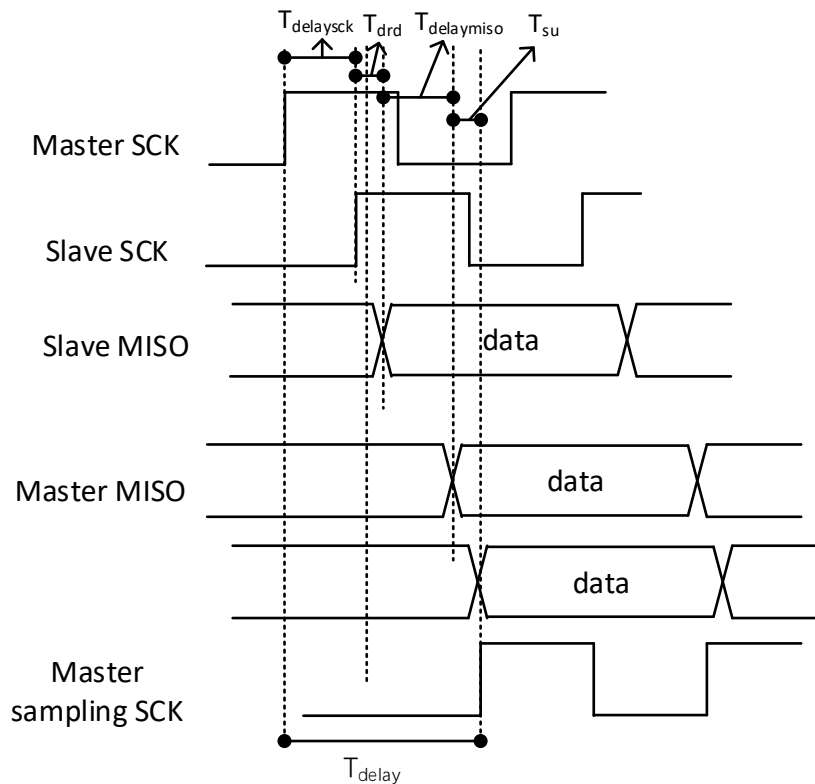 T_delaysck T_drd T_delaymiso T_su
Master SCK
Slave SCK
Slave MISO
data
Master MISO
data
data
Master
sampling SCK
T_delay